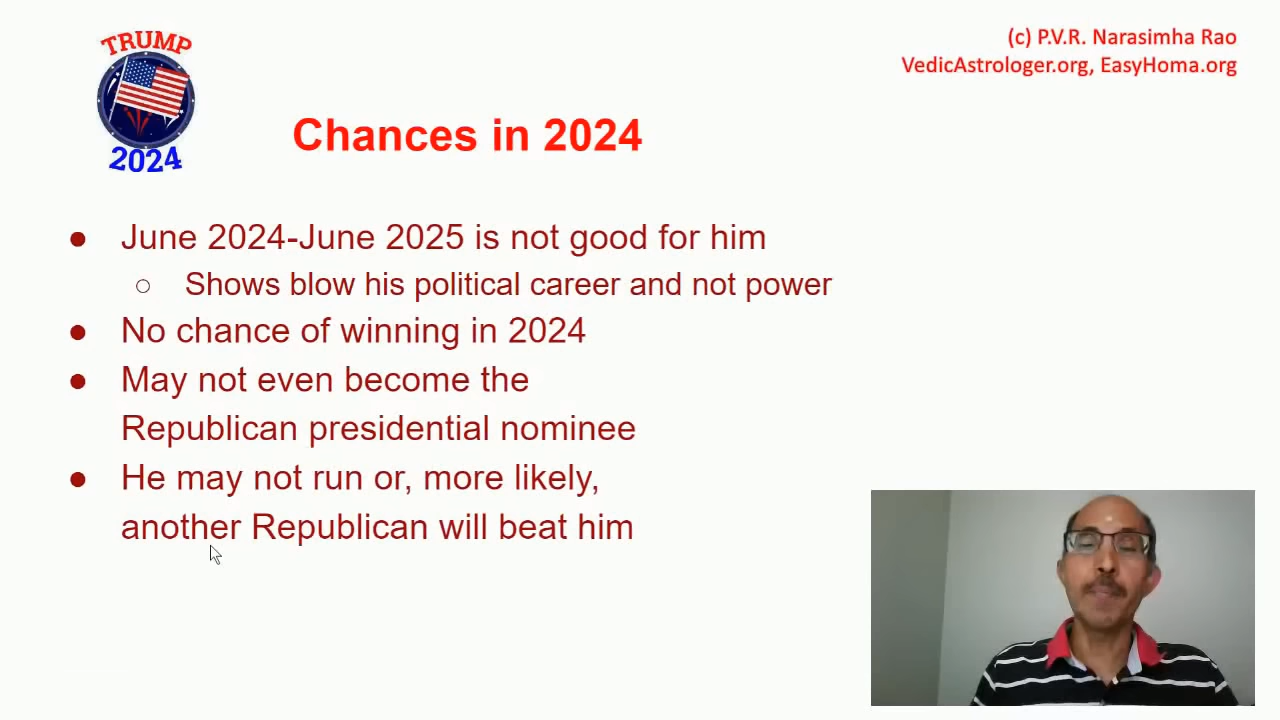 TRUMP
2024
(c) P.V.R. Narasimha Rao
VedicAstrologer.org, EasyHoma.org
Chances in 2024
● June 2024-June 2025 is not good for him
○ Shows blow his political career and not power
● No chance of winning in 2024
● May not even become the
Republican presidential nominee
● He may not run or, more likely,
another Republican will beat him